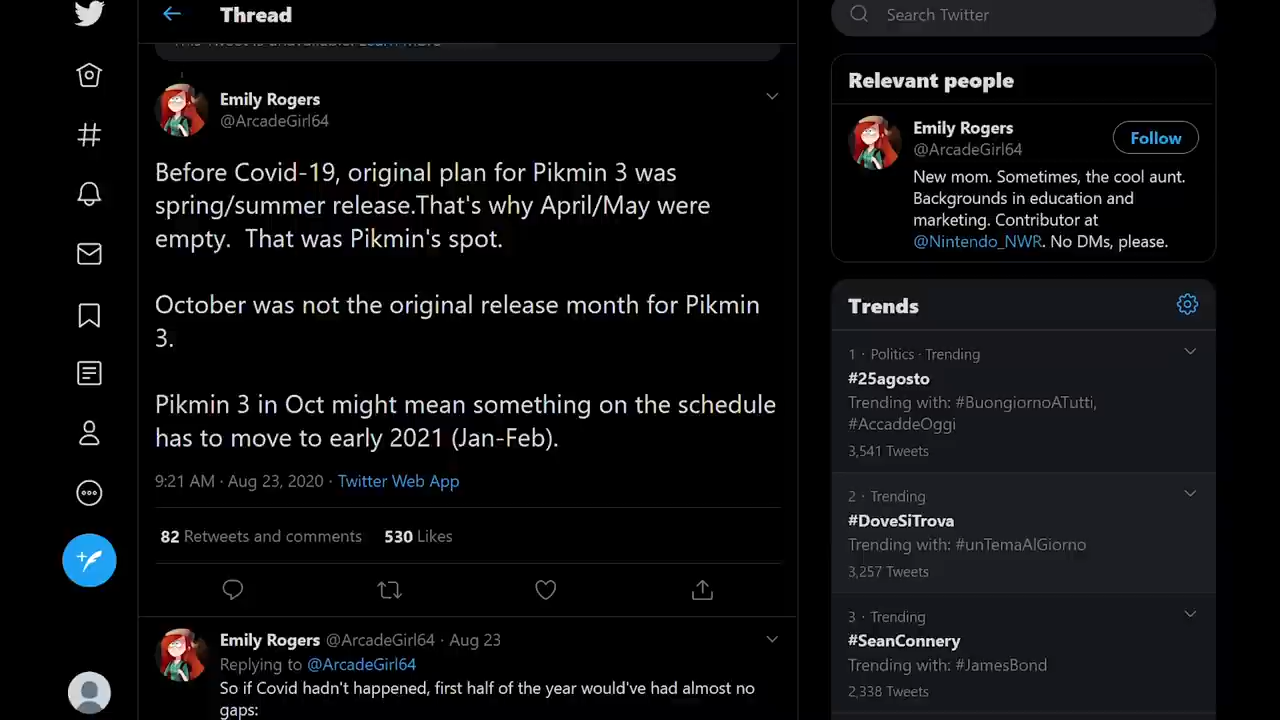 Thread
Search Twitter
This Tweet is unavailable. Learn more
Emily Rogers
@ArcadeGirl64
Before Covid-19, original plan for Pikmin 3 was
spring/summer release.That's why April/May were
empty.  That was Pikmin's spot.
October was not the original release month for Pikmin
3.
Pikmin 3 in Oct might mean something on the schedule
has to move to early 2021 (Jan-Feb).
9:21 AM · Aug 23, 2020 · Twitter Web App
82 Retweets and comments 530 Likes
Emily Rogers @ArcadeGirl64 · Aug 23
Replying to @ArcadeGirl64
So if Covid hadn't happened, first half of the year would've had almost no
gaps:
Relevant people
Emily Rogers
@ArcadeGirl64
Follow
New mom. Sometimes, the cool aunt.
Backgrounds in education and
marketing. Contributor at
@Nintendo_NWR. No DMs, please.
Trends
1 · Politics · Trending
#25agosto
Trending with: #BuongiornoATutti,
#AccaddeOggi
3,541 Tweets
2 · Trending
#DoveSiTrova
Trending with: #unTemaAlGiorno
3,257 Tweets
3 · Trending
#SeanConnery
Trending with: #JamesBond
2,338 Tweets